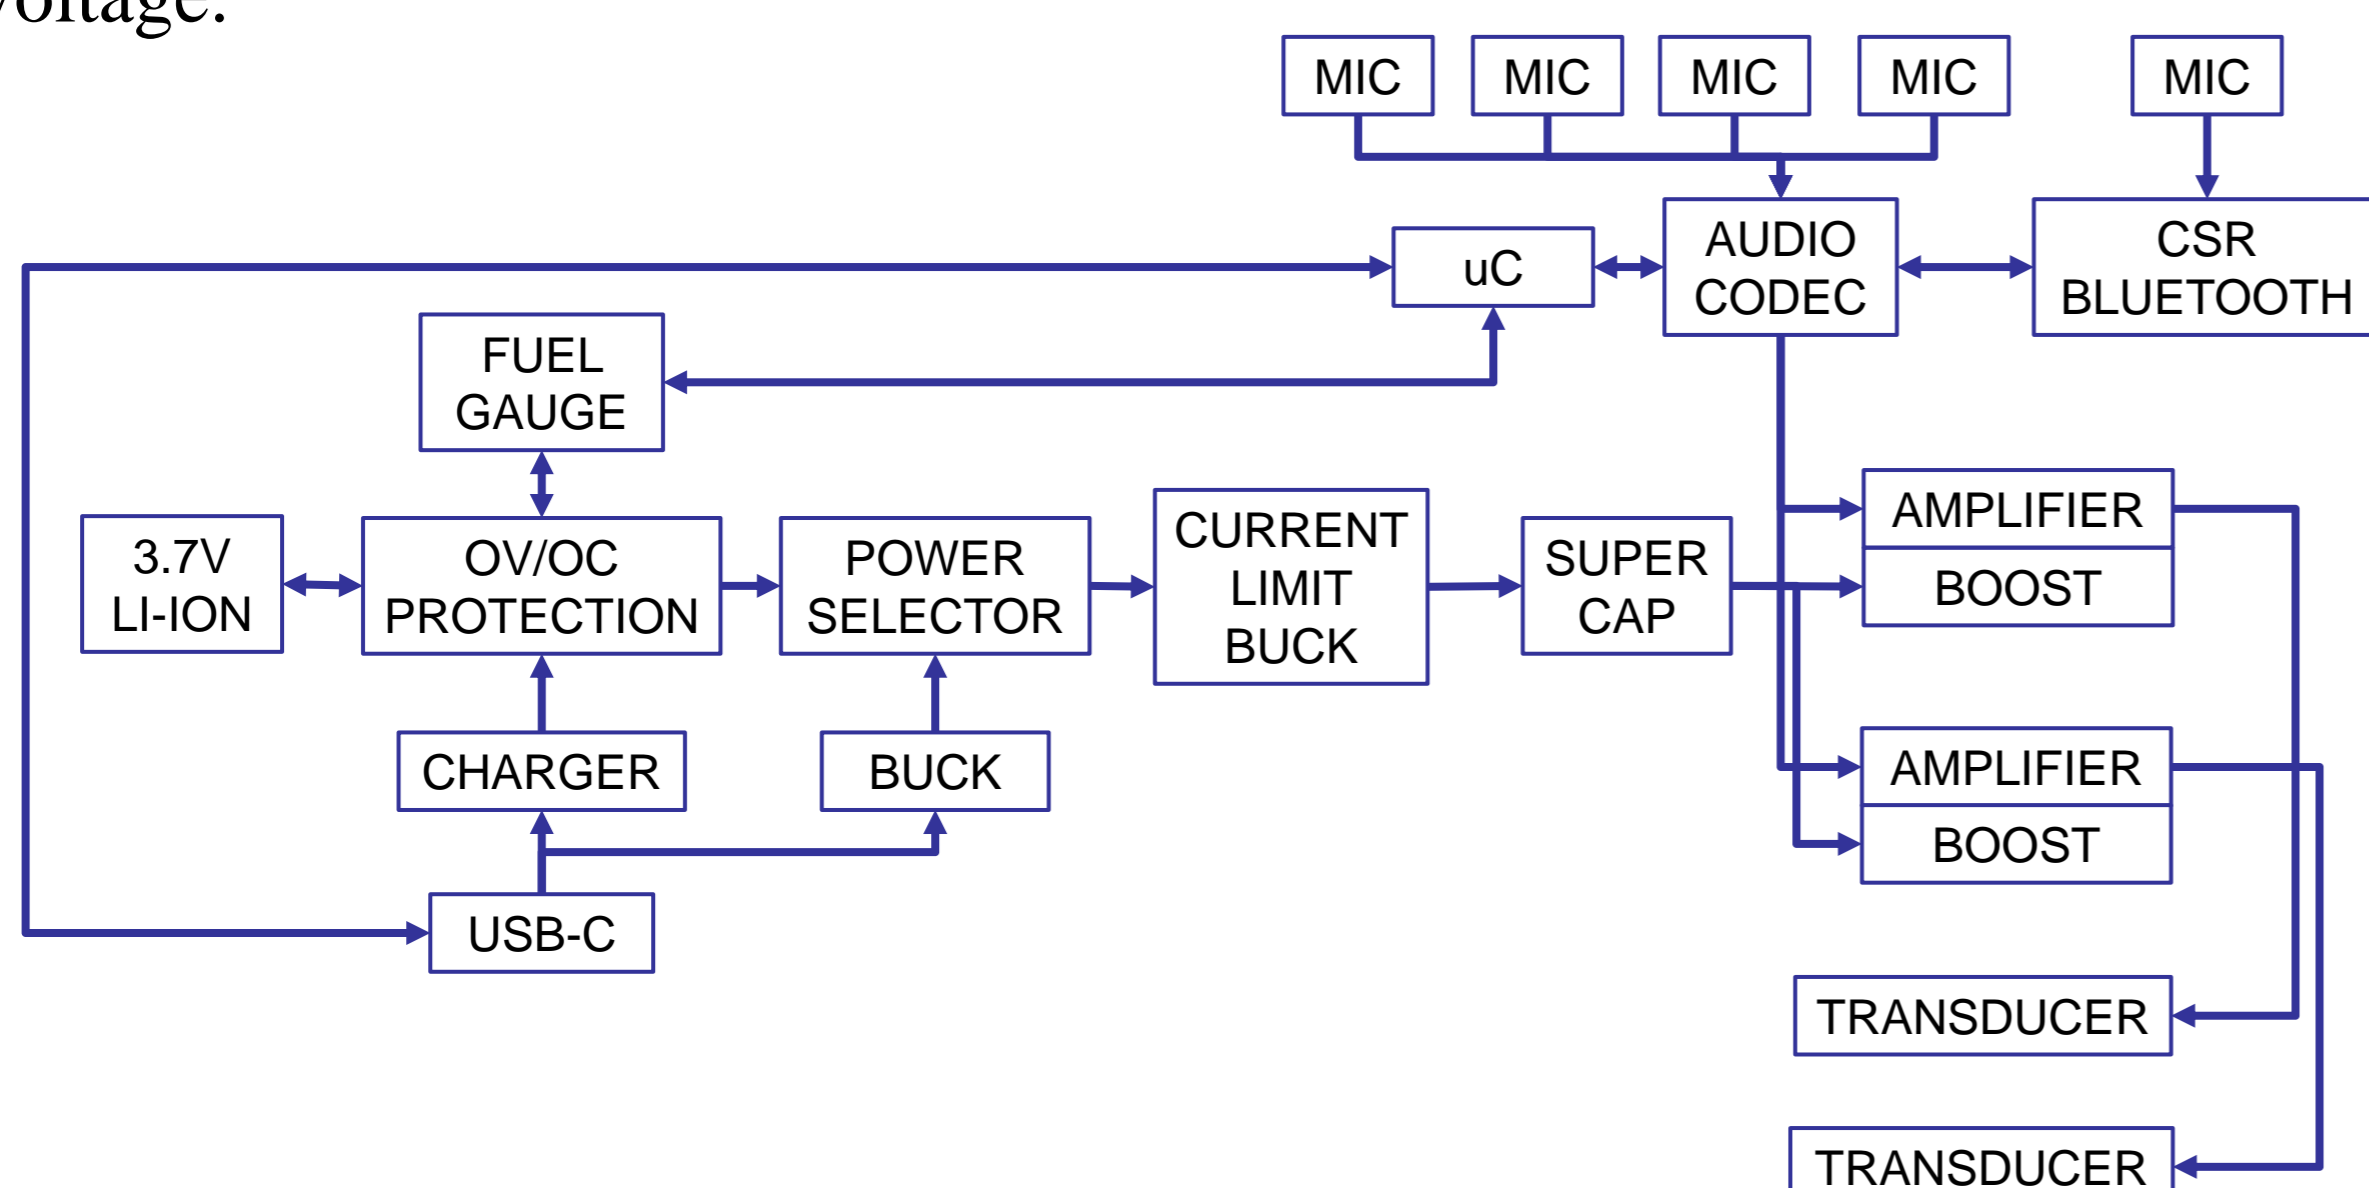 voltage.
MIC MIC MIC MIC MIC
AUDIO
CODEC
CSR
BLUETOOTH
uC
FUEL
GAUGE
3.7V
LI-ION
OV/OC
PROTECTION
POWER
SELECTOR
CURRENT
LIMIT
BUCK
SUPER
CAP
AMPLIFIER
BOOST
CHARGER
BUCK
AMPLIFIER
BOOST
USB-C
TRANSDUCER
TRANSDUCER